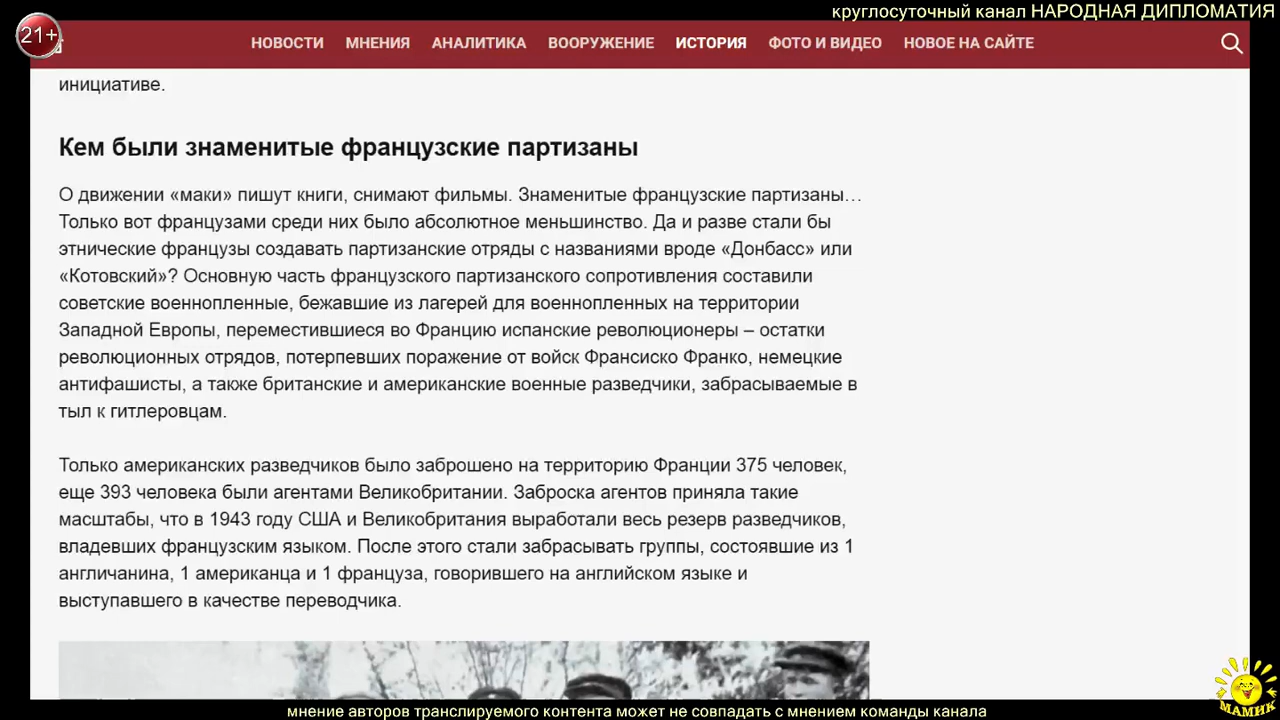 круглосуточный канал НАРОДНАЯ ДИПЛОМАТИЯ
21+
НОВОСТИ МНЕНИЯ АНАЛИТИКА ВООРУЖЕНИЕ ИСТОРИЯ ФОТО И ВИДЕО НОВОЕ НА САЙТЕ
инициативе.
Кем были знаменитые французские партизаны
О движении «маки» пишут книги, снимают фильмы. Знаменитые французские партизаны…
Только вот французами среди них было абсолютное меньшинство. Да и разве стали бы
этнические французы создавать партизанские отряды с названиями вроде «Донбасс» или
«Котовский»? Основную часть французского партизанского сопротивления составили
советские военнопленные, бежавшие из лагерей для военнопленных на территории
Западной Европы, переместившиеся во Францию испанские революционеры – остатки
революционных отрядов, потерпевших поражение от войск Франсиско Франко, немецкие
антифашисты, а также британские и американские военные разведчики, забрасываемые в
тыл к гитлеровцам.
Только американских разведчиков было заброшено на территорию Франции 375 человек,
еще 393 человека были агентами Великобритании. Заброска агентов приняла такие
масштабы, что в 1943 году США и Великобритания выработали весь резерв разведчиков,
владевших французским языком. После этого стали забрасывать группы, состоявшие из 1
англичанина, 1 американца и 1 француза, говорившего на английском языке и
выступавшего в качестве переводчика.
МАМИК
мнение авторов транслируемого контента может не совпадать с мнением команды канала